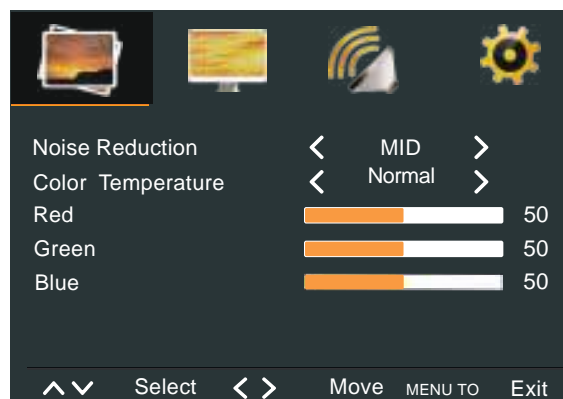 Noise Reduction MID
Color Temperature Normal
Red 50
Green 50
Blue 50
Select Move MENU TO Exit